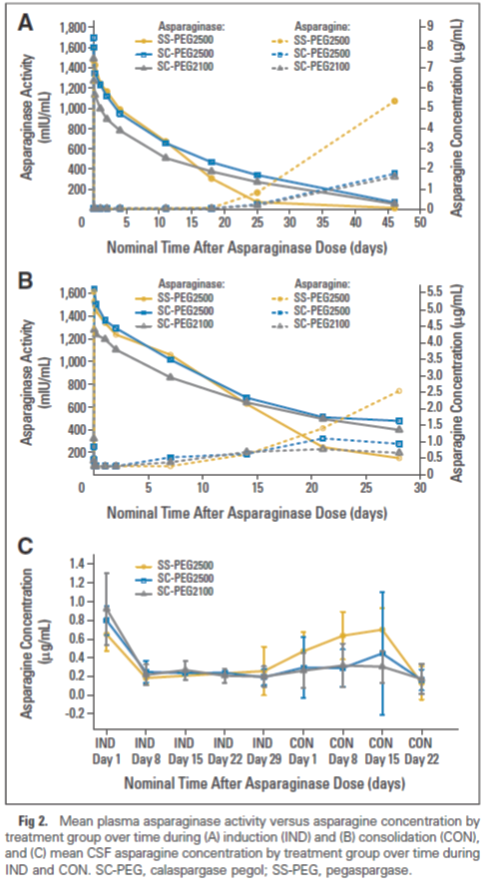 A
Asparaginase:
Asparagine:
SS-PEG2500
SS-PEG2500
SC-PEG2500
SC-PEG2500
SC-PEG2100
SC-PEG2100
Asparaginase Activity
(mIU/mL)
1,800
1,600
1,400
1,200
1,000
800
600
400
200
9
8
7
6
5
4
3
2
1
0
Asparagine Concentration (µg/mL)
0 5 10 15 20 25 30 35 40 45 50
Nominal Time After Asparaginase Dose (days)
B
Asparaginase:
Asparagine:
SS-PEG2500
SS-PEG2500
SC-PEG2500
SC-PEG2500
SC-PEG2100
SC-PEG2100
Asparaginase Activity
(mIU/mL)
1,600
1,400
1,200
1,000
800
600
400
200
5.5
5.0
4.5
4.0
3.5
3.0
2.5
2.0
1.5
1.0
0.5
0
Asparagine Concentration (µg/mL)
0 5 10 15 20 25 30
Nominal Time After Asparaginase Dose (days)
C
SS-PEG2500
SC-PEG2500
SC-PEG2100
Asparagine Concentration
(µg/mL)
1.4
1.2
1.0
0.8
0.6
0.4
0.2
0.0
-0.2
IND IND IND IND IND CON CON CON CON
Day 1 Day 8 Day 15 Day 22 Day 29 Day 1 Day 8 Day 15 Day 22
Nominal Time After Asparaginase Dose (days)
Fig 2. Mean plasma asparaginase activity versus asparagine concentration by
treatment group over time during (A) induction (IND) and (B) consolidation (CON),
and (C) mean CSF asparagine concentration by treatment group over time during
IND and CON. SC-PEG, calaspargase pegol; SS-PEG, pegaspargase.